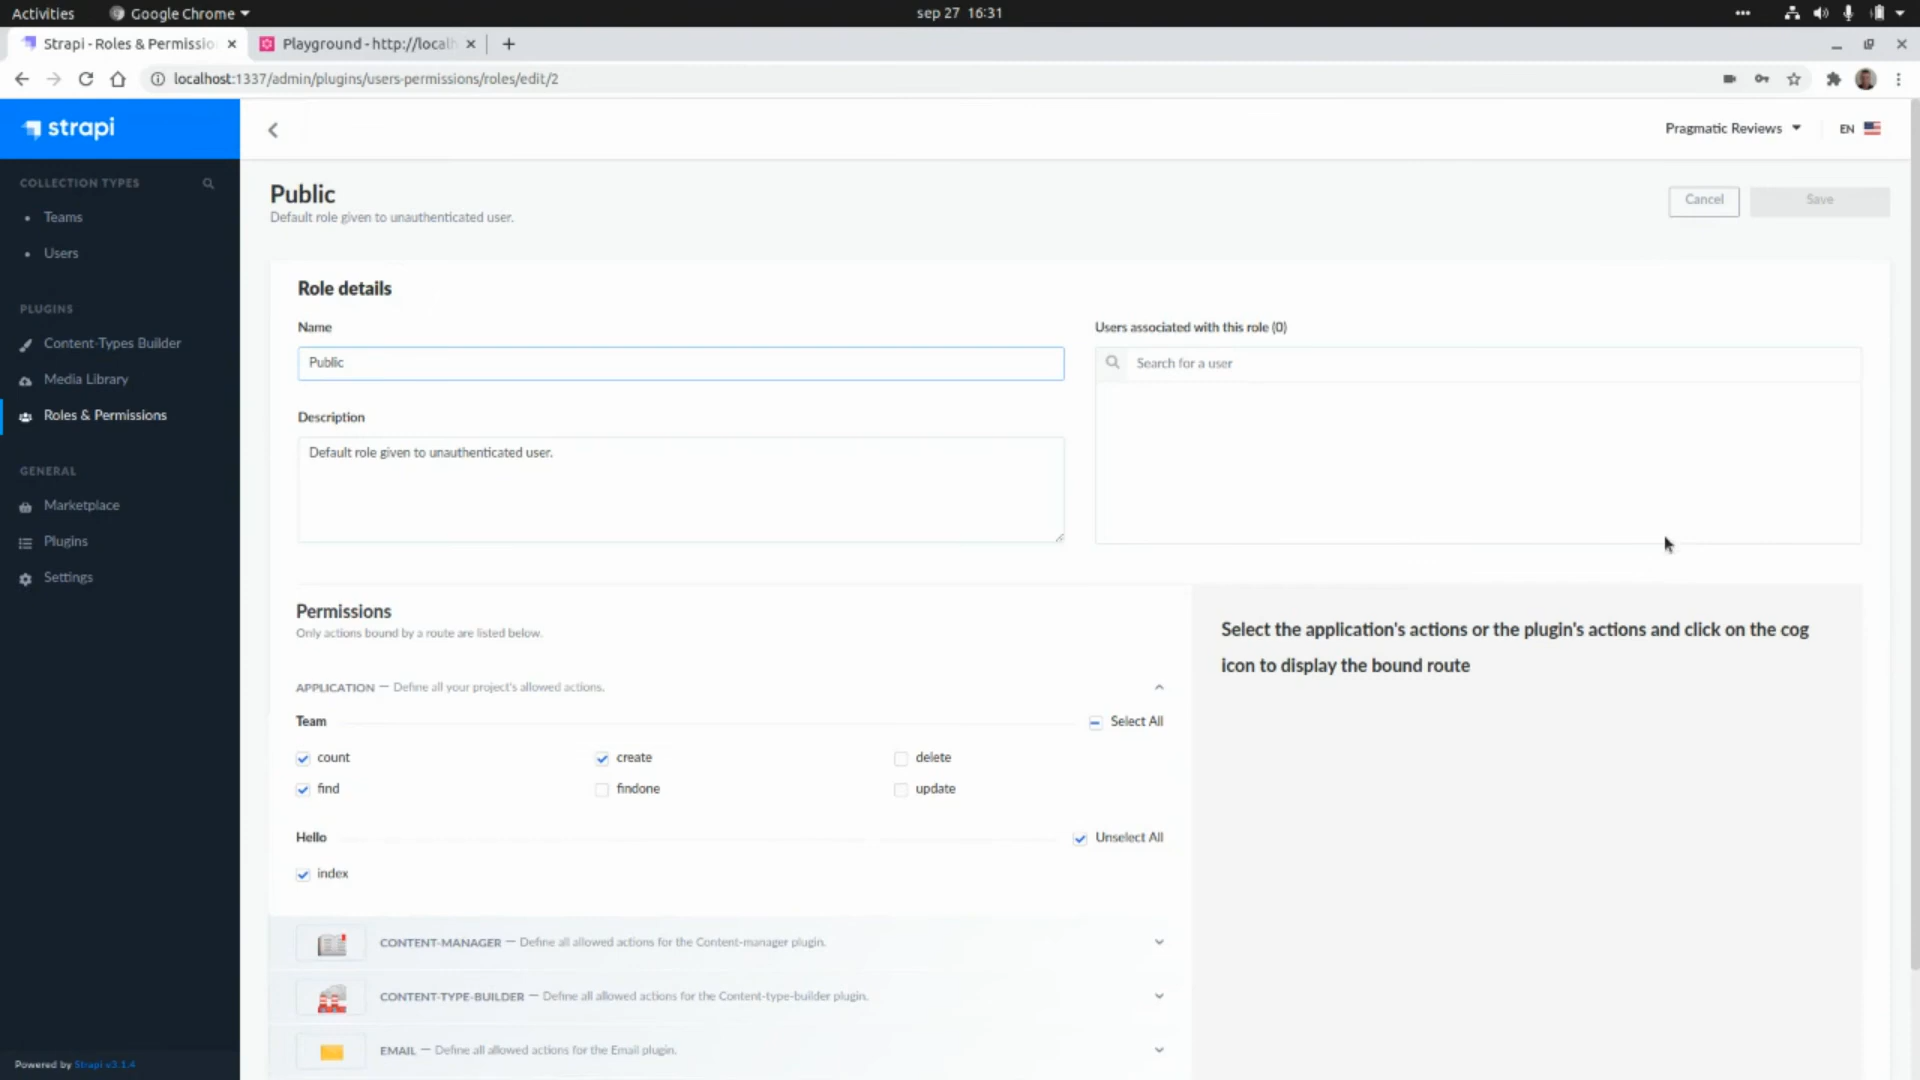 Activities
Google Chrome
sep 27 16:31
Strapi - Roles & Permissio
Playground - http://localh
localhost:1337/admin/plugins/users-permissions/roles/edit/2
strapi
Pragmatic Reviews
EN
COLLECTION TYPES
Teams
Users
PLUGINS
Content-Types Builder
Media Library
Roles & Permissions
GENERAL
Marketplace
Plugins
Settings
Powered by Strapi v3.1.4
Public
Default role given to unauthenticated user.
Cancel
Save
Role details
Name
Public
Users associated with this role (0)
Search for a user
Description
Default role given to unauthenticated user.
Permissions
Only actions bound by a route are listed below.
Select the application's actions or the plugin's actions and click on the cog
icon to display the bound route
APPLICATION — Define all your project's allowed actions.
Team
Select All
count
create
delete
find
findone
update
Hello
Unselect All
index
CONTENT-MANAGER — Define all allowed actions for the Content-manager plugin.
CONTENT-TYPE-BUILDER — Define all allowed actions for the Content-type-builder plugin.
EMAIL — Define all allowed actions for the Email plugin.